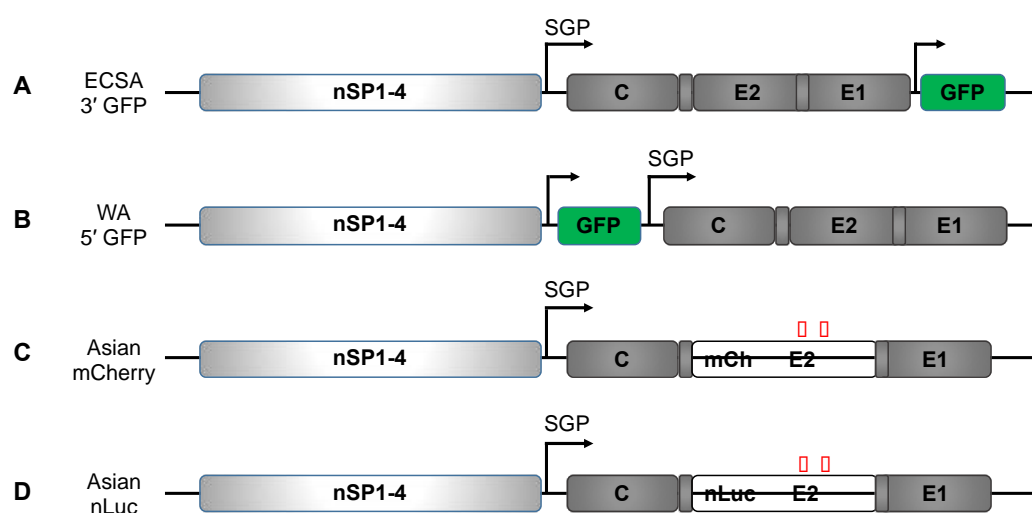 SGP
A
ECSA
3′ GFP
nSP1-4
C
E2
E1
GFP
SGP
B
WA
5′ GFP
nSP1-4
GFP
C
E2
E1
SGP
C
Asian
mCherry
nSP1-4
C
mCh
E2
E1
SGP
D
Asian
nLuc
nSP1-4
C
nLuc
E2
E1